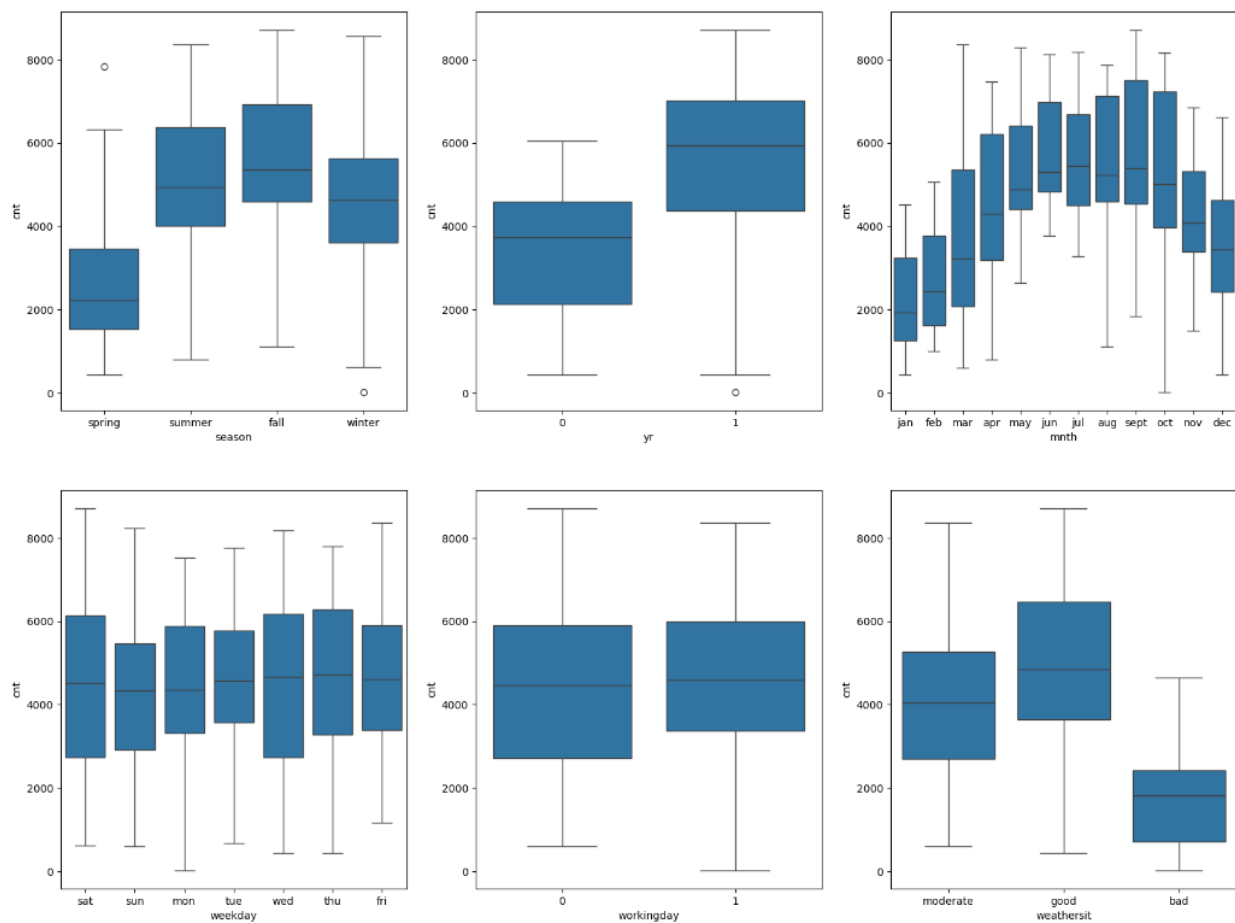 cnt
8000
6000
4000
2000
0
spring summer fall winter
season
cnt
8000
6000
4000
2000
0
0 1
yr
cnt
8000
6000
4000
2000
0
jan feb mar apr may jun jul aug sept oct nov dec
mnth
cnt
8000
6000
4000
2000
0
sat sun mon tue wed thu fri
weekday
cnt
8000
6000
4000
2000
0
0 1
workingday
cnt
8000
6000
4000
2000
0
moderate good bad
weathersit